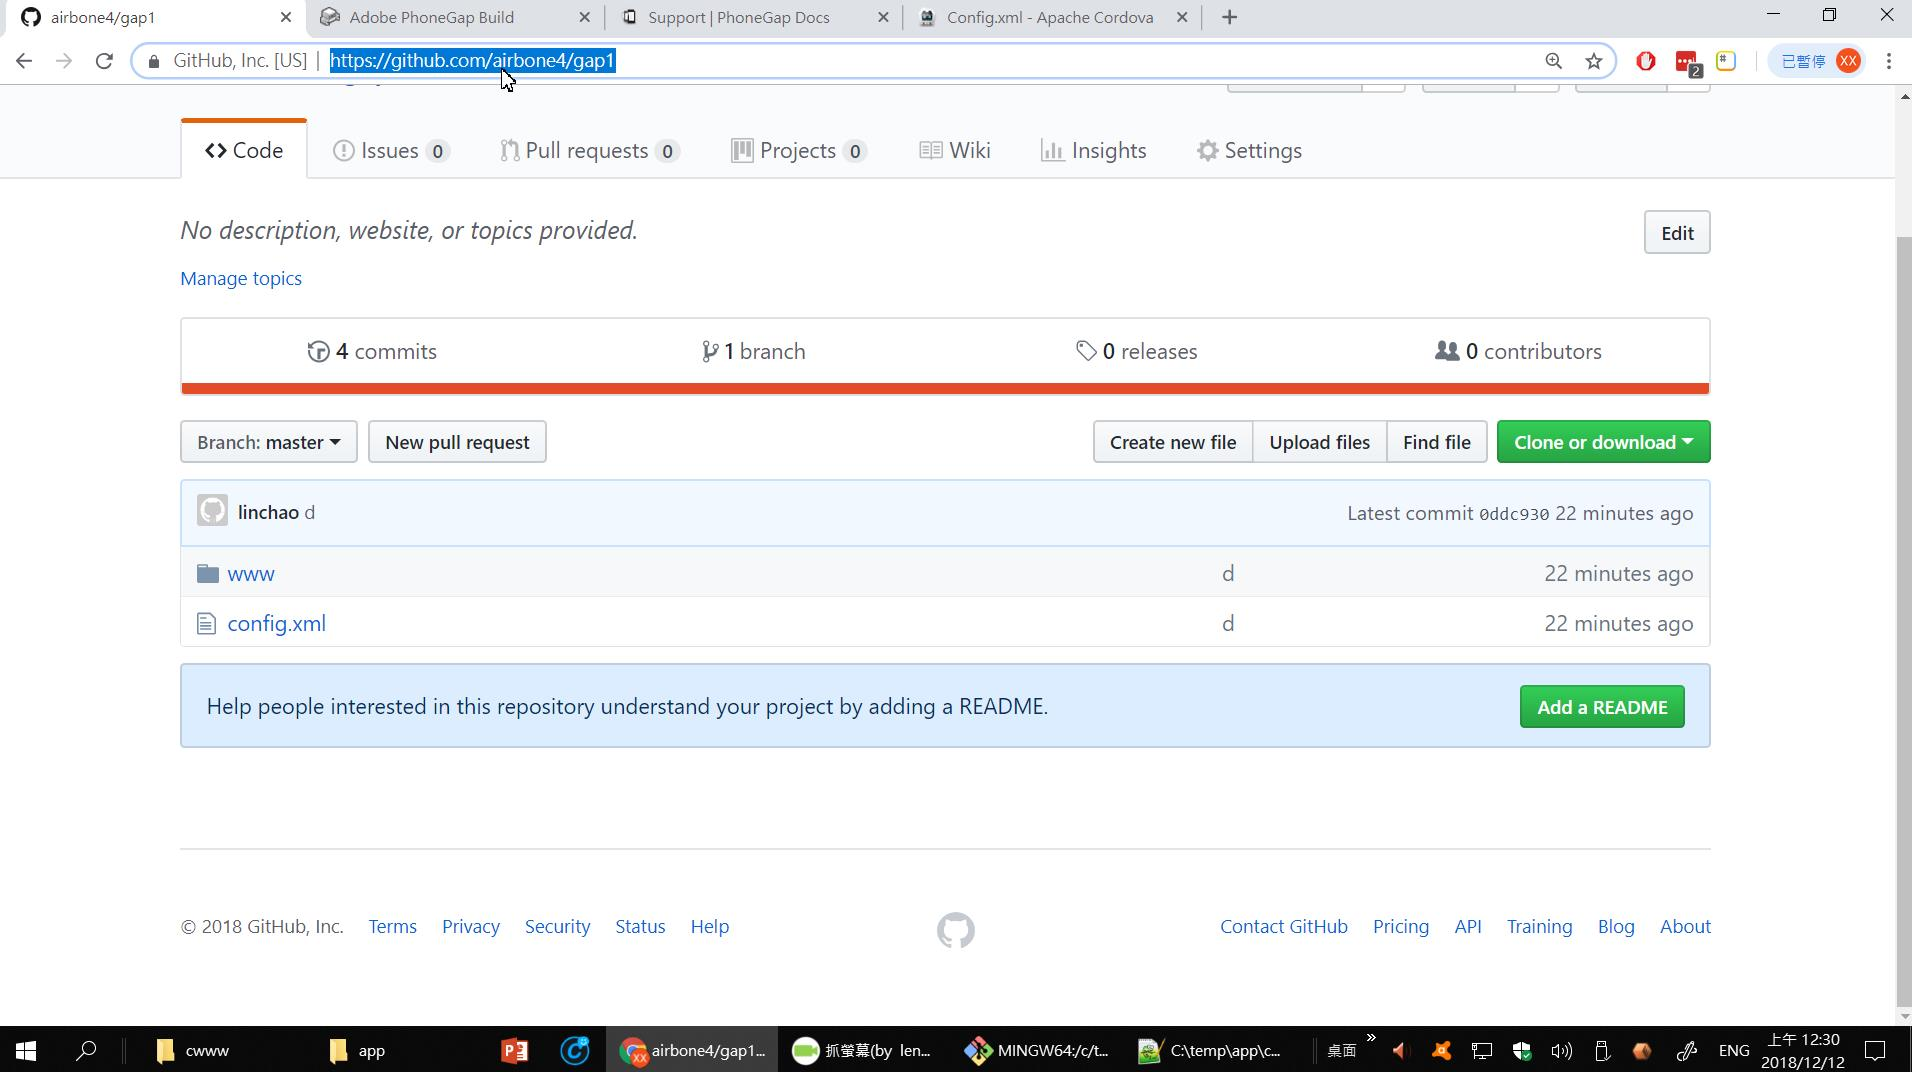 airbone4/gap1
Adobe PhoneGap Build
Support | PhoneGap Docs
Config.xml - Apache Cordova
GitHub, Inc. [US] | https://github.com/airbone4/gap1
2
已暫停 XX
Code
Issues 0
Pull requests 0
Projects 0
Wiki
Insights
Settings
No description, website, or topics provided.
Edit
Manage topics
4 commits
1 branch
0 releases
0 contributors
Branch: master
New pull request
Create new file
Upload files
Find file
Clone or download
linchao d
Latest commit 0ddc930 22 minutes ago
www d 22 minutes ago
config.xml d 22 minutes ago
Help people interested in this repository understand your project by adding a README.
Add a README
© 2018 GitHub, Inc. Terms Privacy Security Status Help
Contact GitHub Pricing API Training Blog About
cwww
app
airbone4/gap1...
抓螢幕(by len...
MINGW64:/c/t...
C:\temp\app\c...
桌面
ENG
上午 12:30
2018/12/12